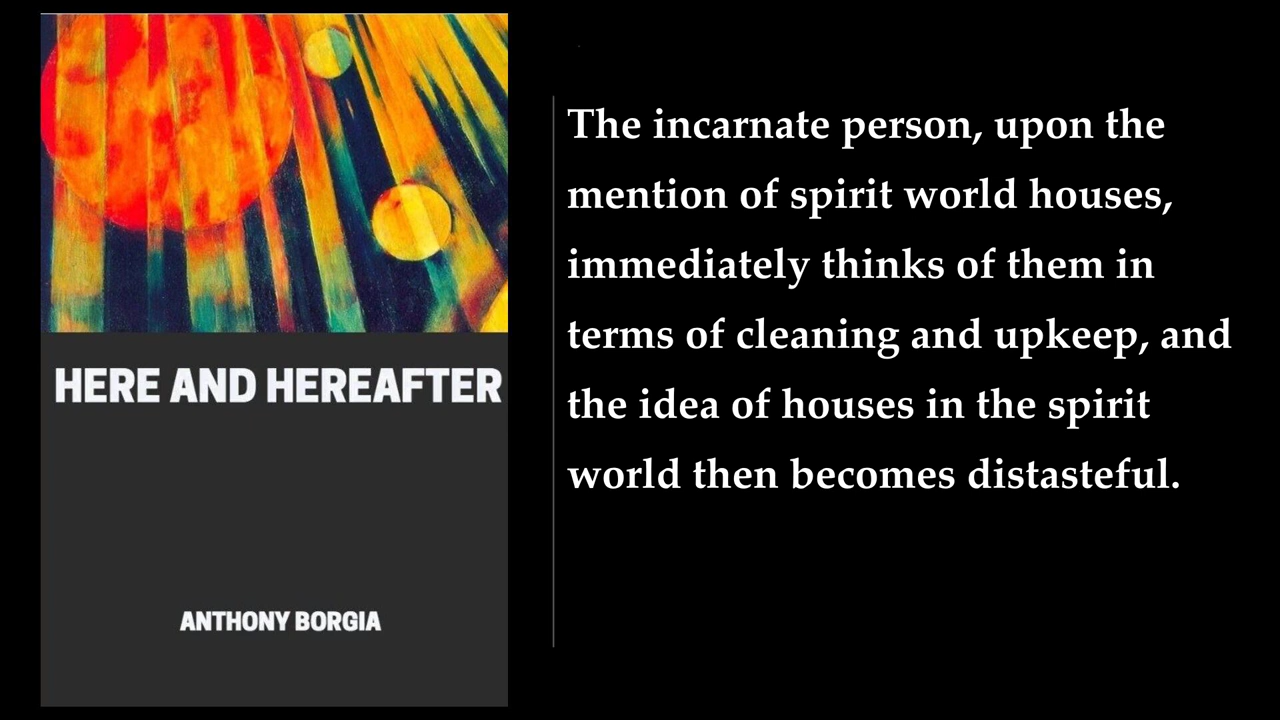 HERE AND HEREAFTER
ANTHONY BORGIA
The incarnate person, upon the
mention of spirit world houses,
immediately thinks of them in
terms of cleaning and upkeep, and
the idea of houses in the spirit
world then becomes distasteful.